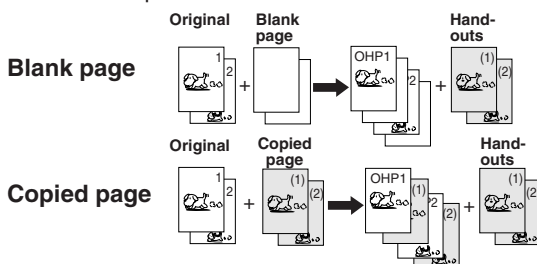 Original
Blank
page
Hand-
outs
Blank page
1
2
+
OHP1
2
+
(1)
(2)
Original
Copied
page
Hand-
outs
Copied page
1
2
+
(1)
(2)
OHP1
(1)
2
(2)
+
(1)
(2)